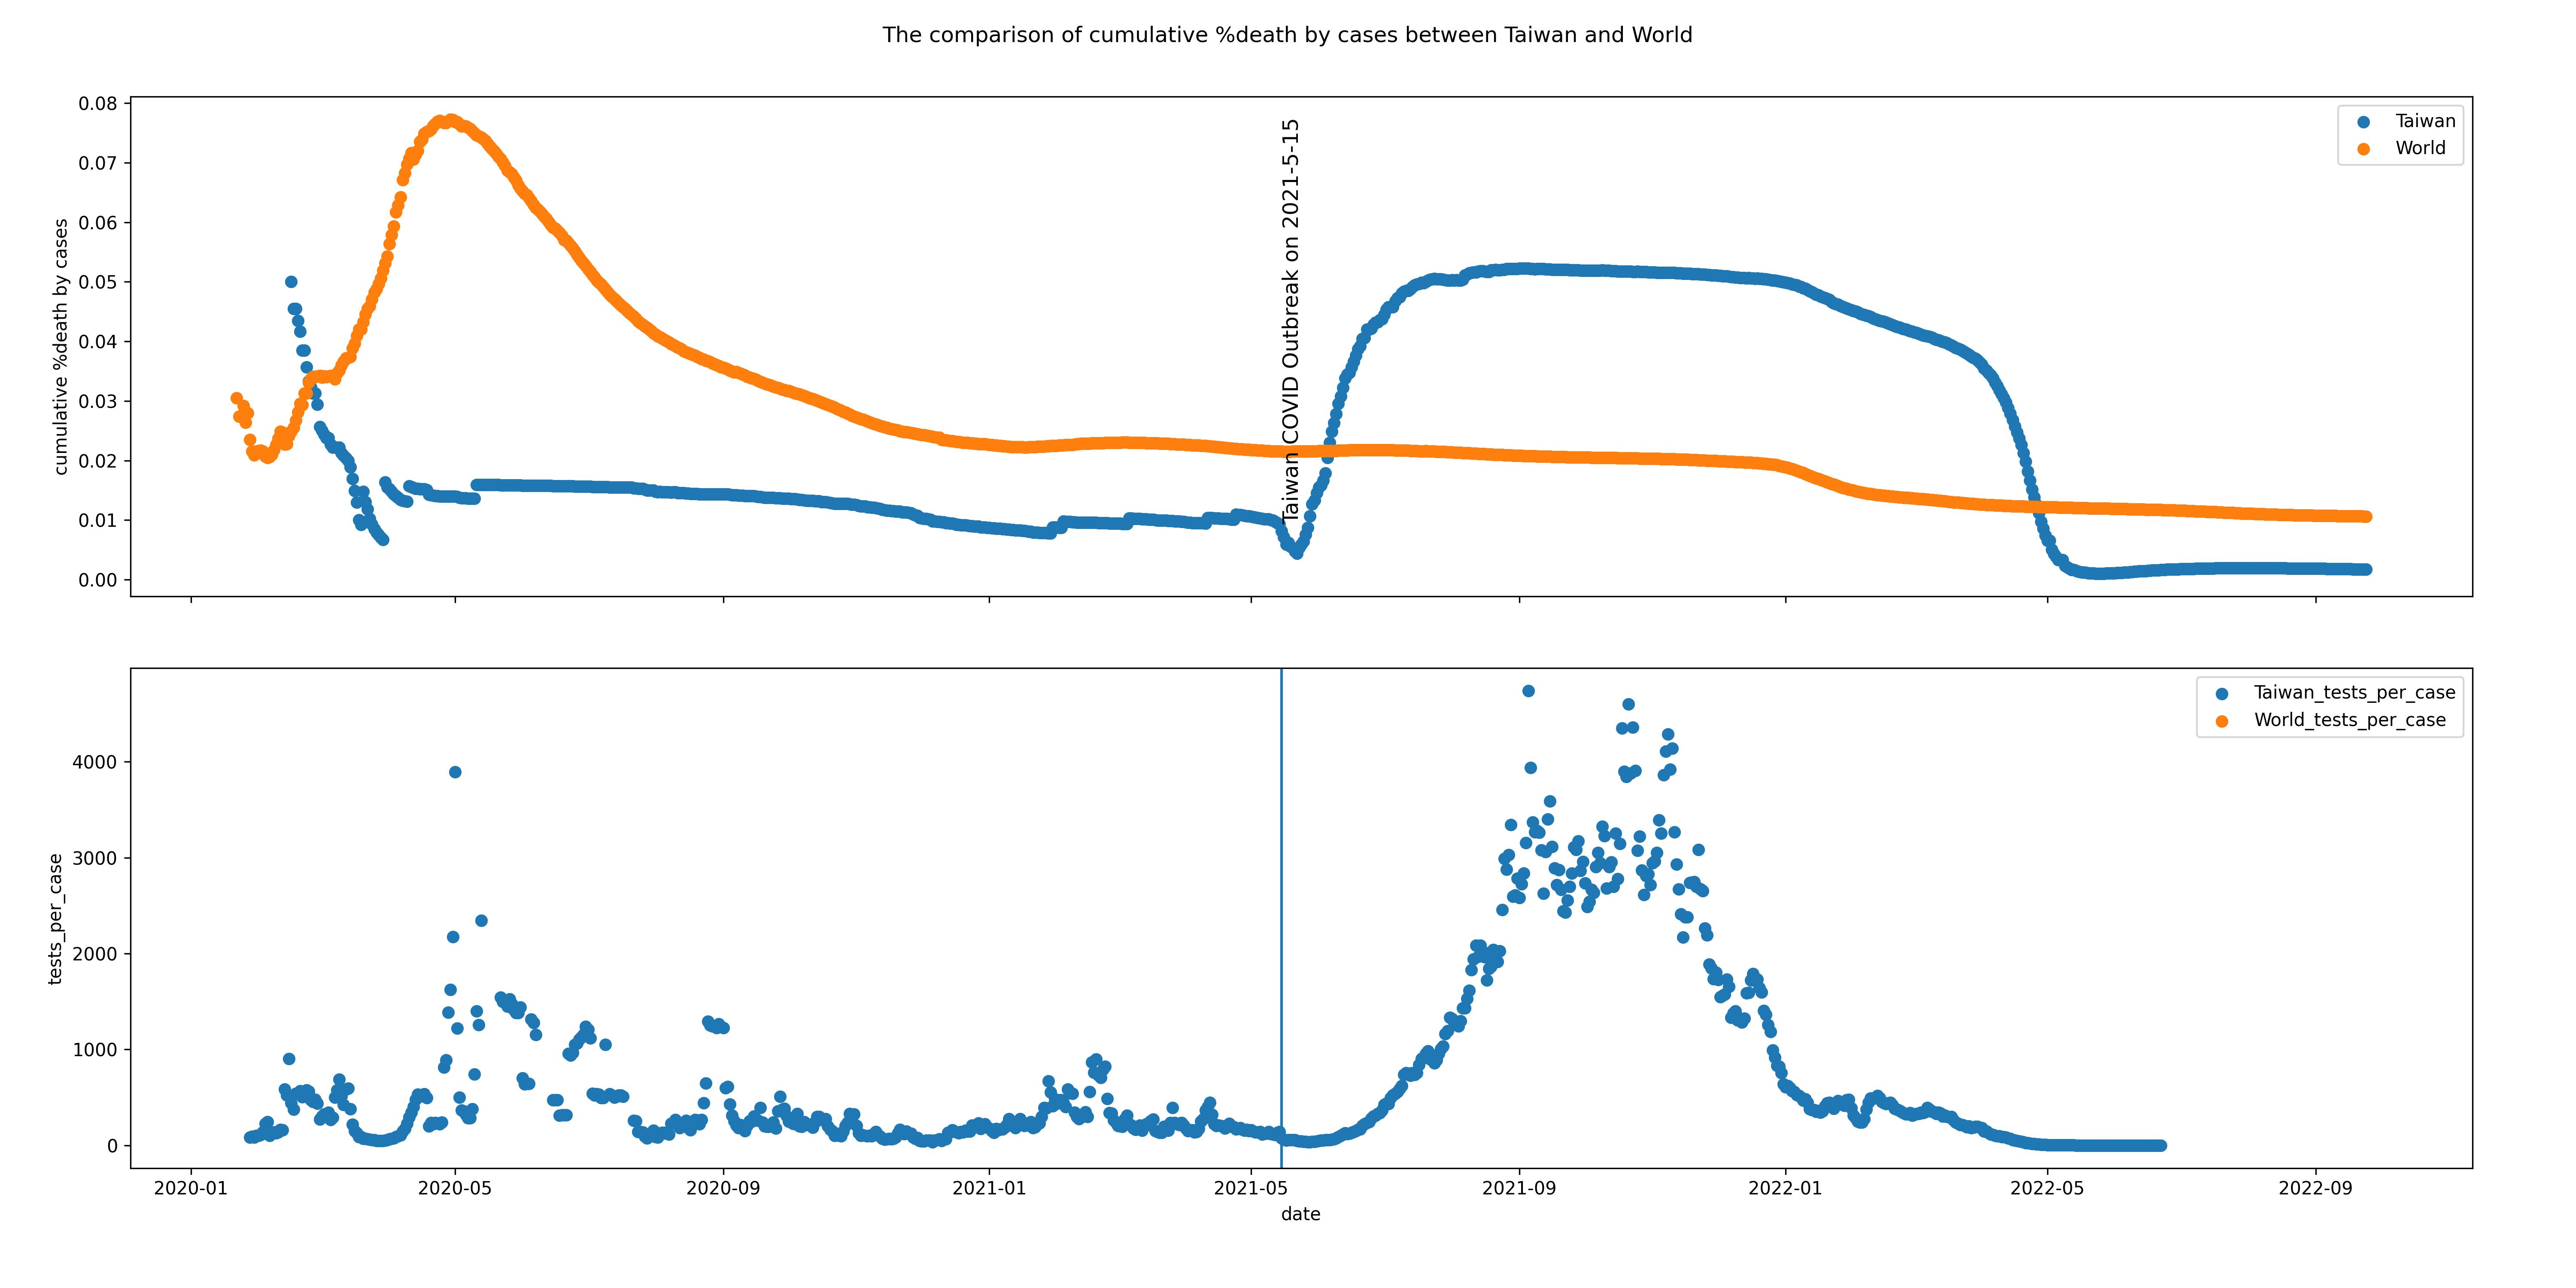 The comparison of cumulative %death by cases between Taiwan and World
0.08
0.07
0.06
0.05
0.04
0.03
0.02
0.01
0.00
cumulative %death by cases
Taiwan COVID Outbreak on 2021-5-15
Taiwan
World
4000
3000
2000
1000
0
tests_per_case
Taiwan_tests_per_case
World_tests_per_case
2020-01 2020-05 2020-09 2021-01 2021-05 2021-09 2022-01 2022-05 2022-09
date